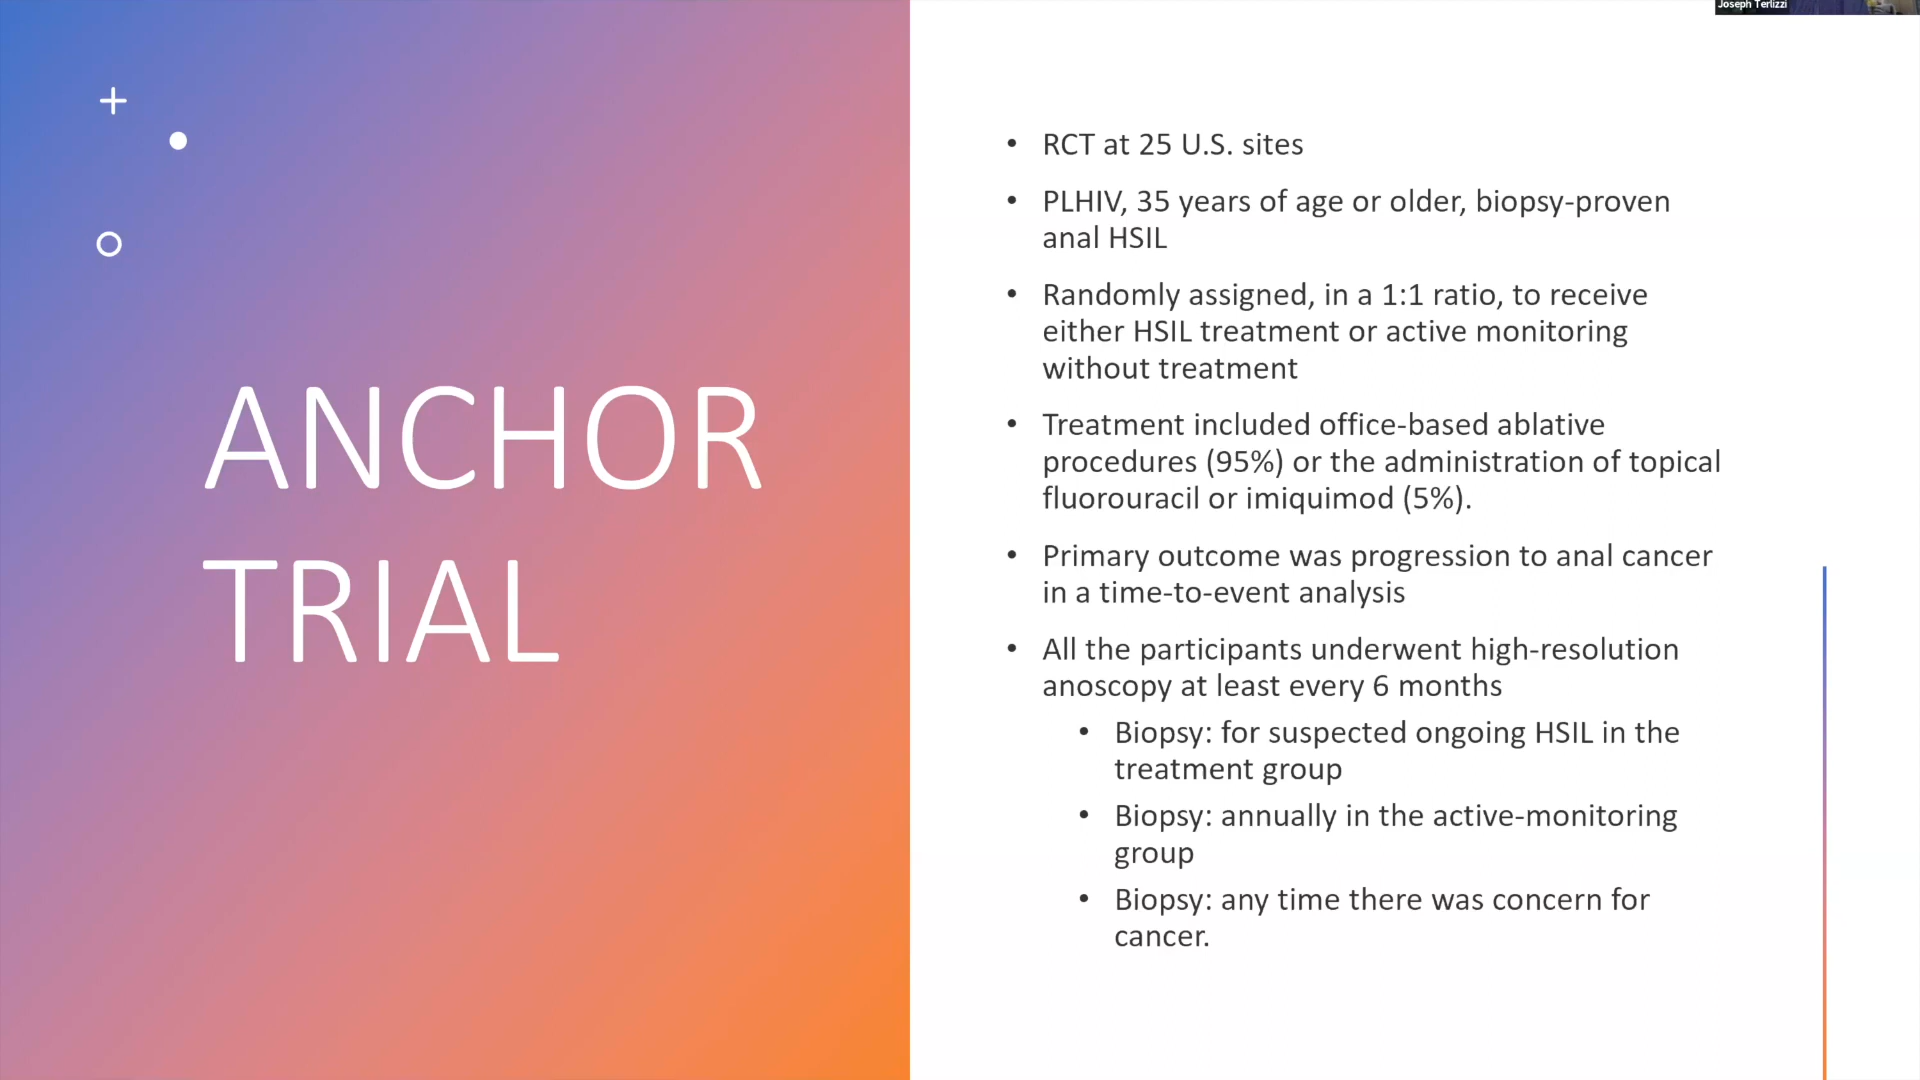 Joseph Terlizzi
ANCHOR
TRIAL
• RCT at 25 U.S. sites
• PLHIV, 35 years of age or older, biopsy-proven
anal HSIL
• Randomly assigned, in a 1:1 ratio, to receive
either HSIL treatment or active monitoring
without treatment
• Treatment included office-based ablative
procedures (95%) or the administration of topical
fluorouracil or imiquimod (5%).
• Primary outcome was progression to anal cancer
in a time-to-event analysis
• All the participants underwent high-resolution
anoscopy at least every 6 months
• Biopsy: for suspected ongoing HSIL in the
treatment group
• Biopsy: annually in the active-monitoring
group
• Biopsy: any time there was concern for
cancer.